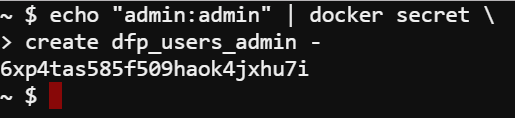 ~ $ echo "admin:admin" | docker secret \
> create dfp_users_admin -
6xp4tas585f509haok4jxhu7i
~ $